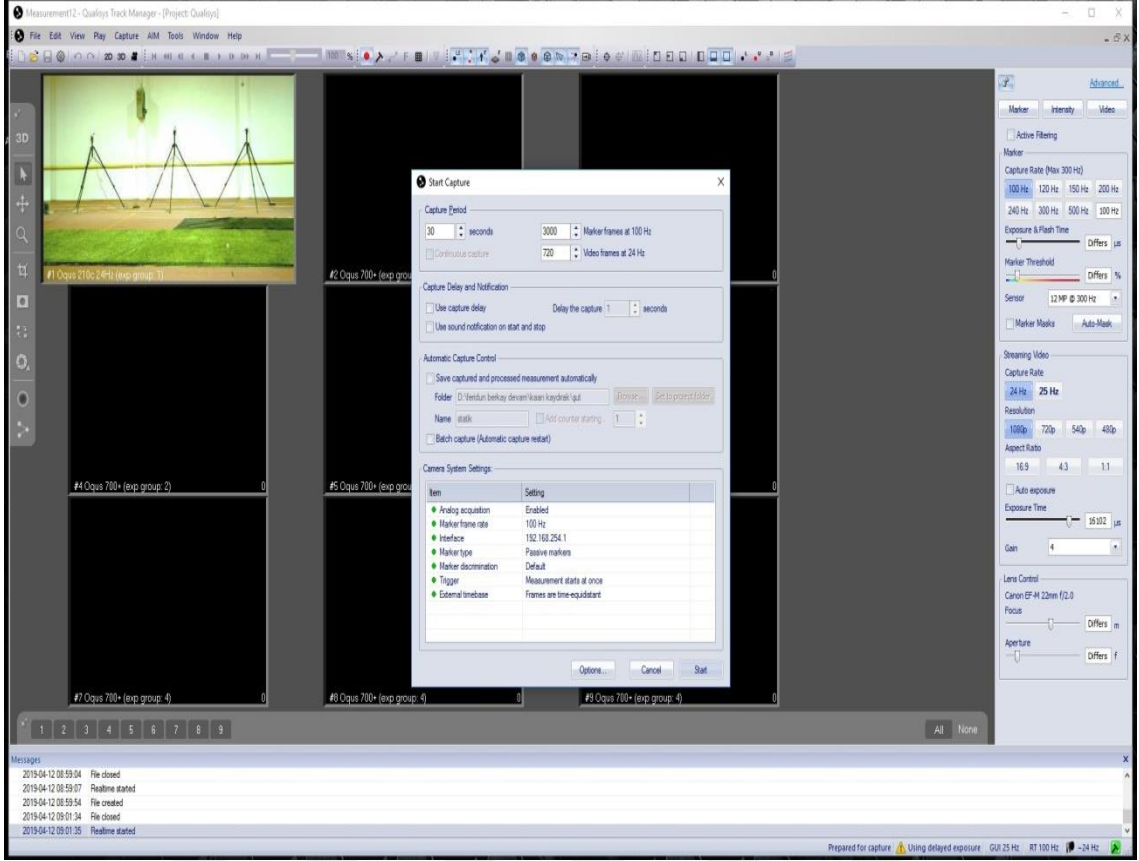 Measurement12 - Qualisys Track Manager - [Project: Qualisys]
File Edit View Play Capture AIM Tools Window Help
2D 3D 100 % F
3D
#1 Oqus 210c 24Hz (exp group: 1)
#2 Oqus 700+ (exp grou
0
#4 Oqus 700+ (exp group: 2) 0
#5 Oqus 700+ (exp grou
0
#7 Oqus 700+ (exp group: 4) 0
#8 Oqus 700+ (exp group: 4) 0
#9 Oqus 700+ (exp group: 4) 0
1 2 3 4 5 6 7 8 9 All None
Start Capture
Capture Period
30 seconds 3000 Marker frames at 100 Hz
Continuous capture 720 Video frames at 24 Hz
Capture Delay and Notification
Use capture delay Delay the capture 1 seconds
Use sound notification on start and stop
Automatic Capture Control
Save captured and processed measurement automatically
Folder D:\feridun berkay devam\kaan kaydirak\qut Browse... Set to project folder
Name statik Add counter starting... 1
Batch capture (Automatic capture restart)
Camera System Settings:
Item Setting
Analog acquisition Enabled
Marker frame rate 100 Hz
Interface 192.168.254.1
Marker type Passive markers
Marker discrimination Default
Trigger Measurement starts at once
External timebase Frames are time-equidistant
Options... Cancel Start
Advanced...
Marker Intensity Video
Active Filtering
Marker
Capture Rate (Max 300 Hz)
100 Hz 120 Hz 150 Hz 200 Hz
240 Hz 300 Hz 500 Hz 100 Hz
Exposure & Flash Time
Differs µs
Marker Threshold
Differs %
Sensor 12 MP @ 300 Hz
Marker Masks Auto-Mask
Streaming Video
Capture Rate
24 Hz 25 Hz
Resolution
1080p 720p 540p 480p
Aspect Ratio
16:9 4:3 1:1
Auto exposure
Exposure Time
16102 µs
Gain 4
Lens Control
Canon EF-M 22mm f/2.0
Focus
Differs m
Aperture
Differs f
Messages
2019-04-12 08:59:04 File closed
2019-04-12 08:59:07 Realtime started
2019-04-12 08:59:54 File created
2019-04-12 09:01:34 File closed
2019-04-12 09:01:35 Realtime started
Prepared for capture Using delayed exposure GUI 25 Hz RT 100 Hz ~24 Hz